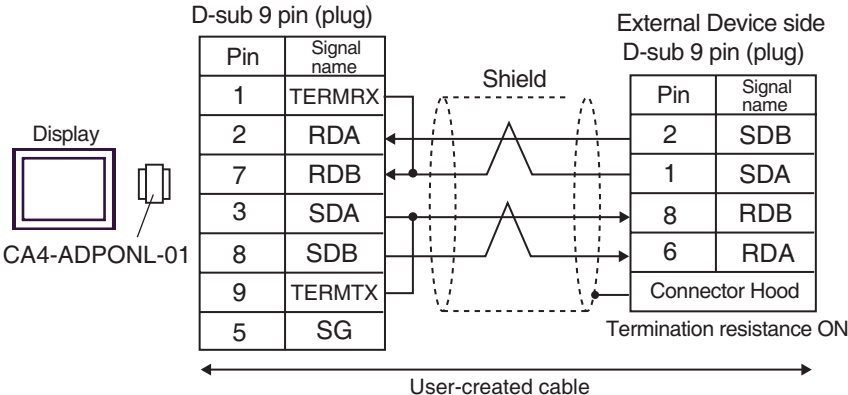 D-sub 9 pin (plug)
Pin Signal name
1 TERMRX
2 RDA
7 RDB
3 SDA
8 SDB
9 TERMTX
5 SG
Display
CA4-ADPONL-01
Shield
External Device side
D-sub 9 pin (plug)
Pin Signal name
2 SDB
1 SDA
8 RDB
6 RDA
Connector Hood
Termination resistance ON
User-created cable